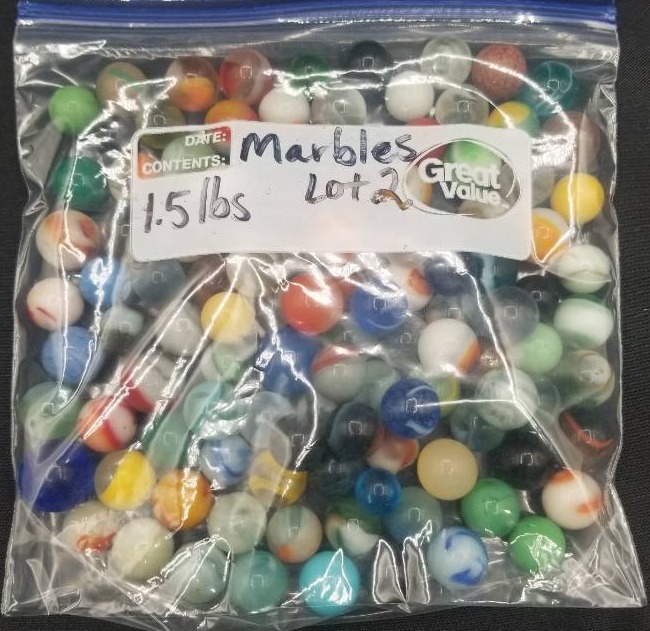 DATE: Marbles
CONTENTS: Lot 2
1.5 lbs
Great
Value